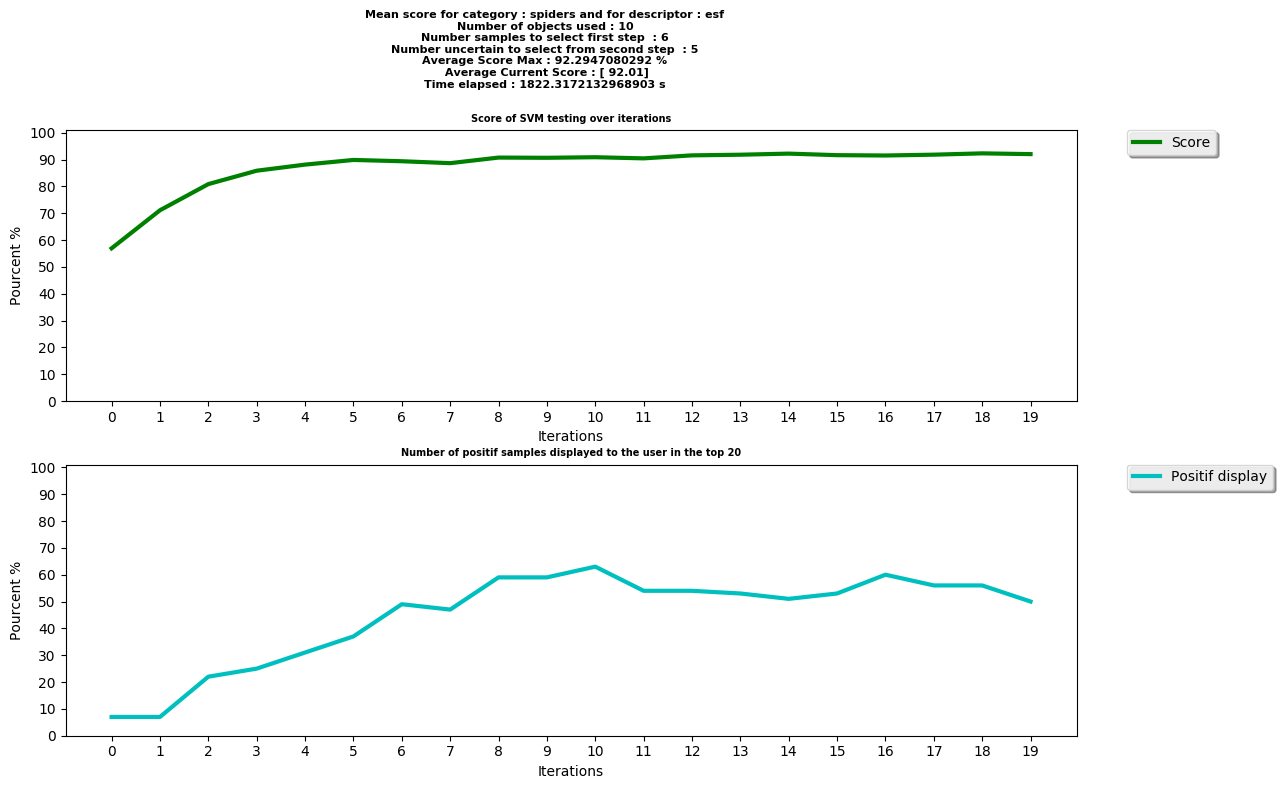 Mean score for category : spiders and for descriptor : esf
Number of objects used : 10
Number samples to select first step  : 6
Number uncertain to select from second step  : 5
Average Score Max : 92.2947080292 %
Average Current Score : [ 92.01]
Time elapsed : 1822.3172132968903 s
Score of SVM testing over iterations
100
90
80
70
60
50
40
30
20
10
0
Pourcent %
0 1 2 3 4 5 6 7 8 9 10 11 12 13 14 15 16 17 18 19
Iterations
Score
Number of positif samples displayed to the user in the top 20
100
90
80
70
60
50
40
30
20
10
0
Pourcent %
0 1 2 3 4 5 6 7 8 9 10 11 12 13 14 15 16 17 18 19
Iterations
Positif display